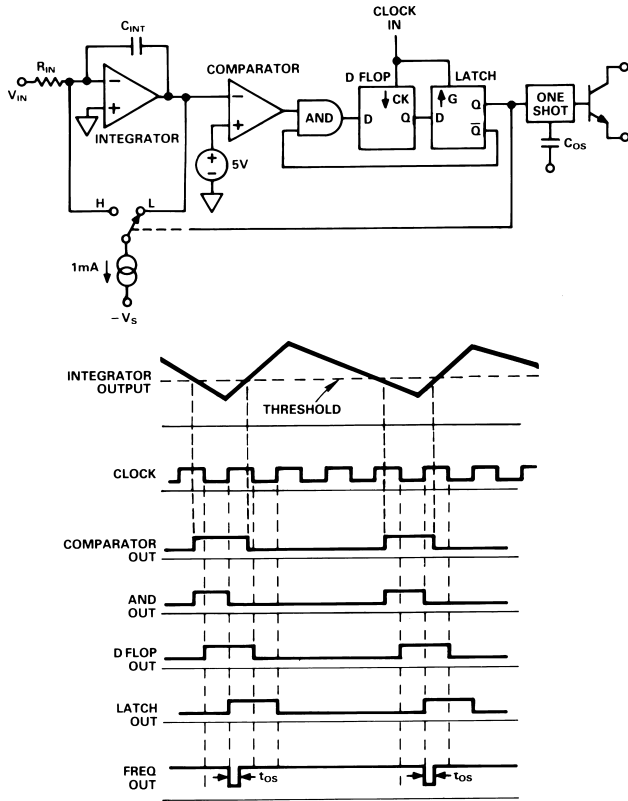 CLOCK
IN
C_INT
R_IN
V_IN
−
+
INTEGRATOR
COMPARATOR
−
+
+
−
5V
AND
D FLOP
↓ CK
D
Q
LATCH
↑ G
D
Q
Q̅
ONE
SHOT
C_OS
H
L
1mA
−V_S
INTEGRATOR
OUTPUT
THRESHOLD
CLOCK
COMPARATOR
OUT
AND
OUT
D FLOP
OUT
LATCH
OUT
FREQ
OUT
t_OS
t_OS